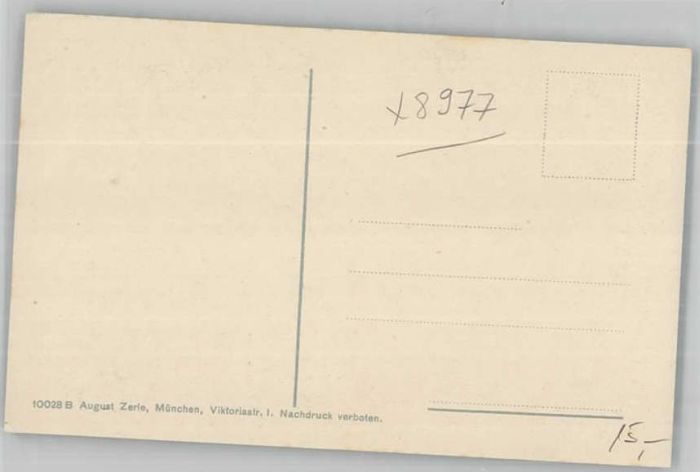 x8977
10028 B August Zerle, München, Viktoriastr. 1. Nachdruck verboten.
15,-